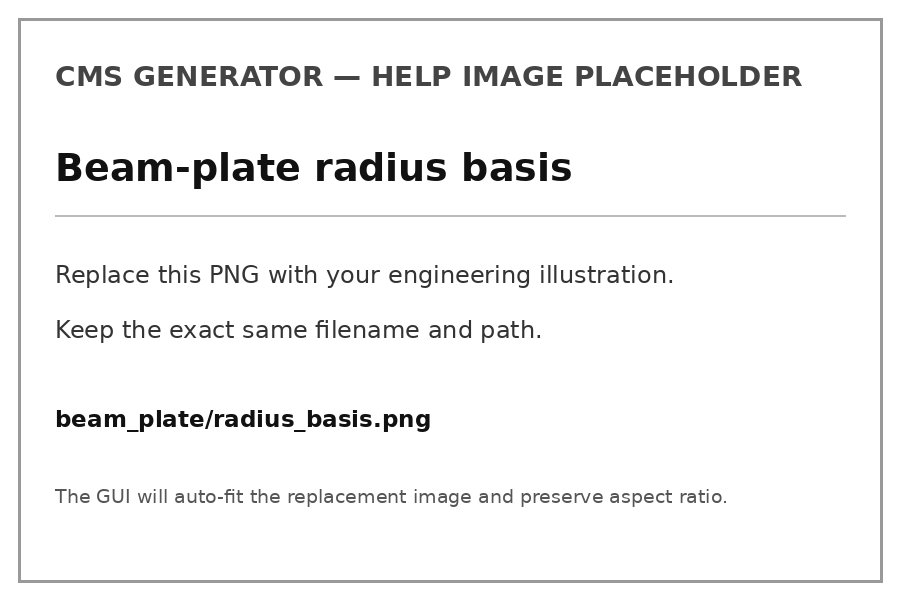 CMS GENERATOR — HELP IMAGE PLACEHOLDER
Beam-plate radius basis
Replace this PNG with your engineering illustration.
Keep the exact same filename and path.
beam_plate/radius_basis.png
The GUI will auto-fit the replacement image and preserve aspect ratio.